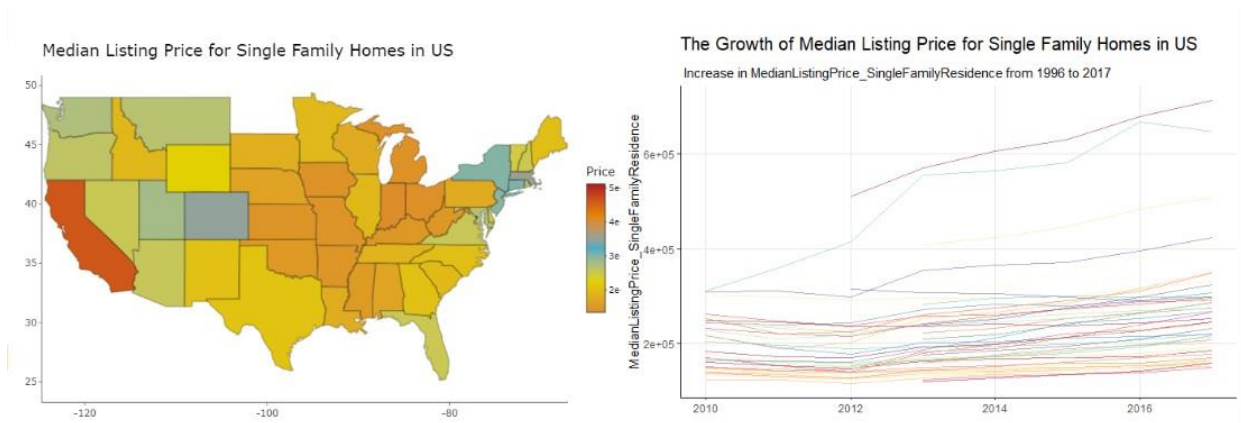 Median Listing Price for Single Family Homes in US
50
45
40
35
30
25
-120
-100
-80
Price
5e
4e
3e
2e
The Growth of Median Listing Price for Single Family Homes in US
Increase in MedianListingPrice_SingleFamilyResidence from 1996 to 2017
MedianListingPrice_SingleFamilyResidence
6e+05
4e+05
2e+05
2010
2012
2014
2016